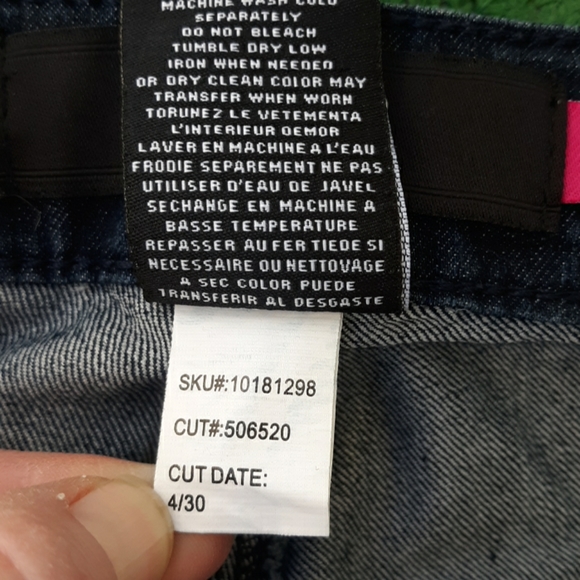 MACHINE WASH COLD
SEPARATELY
DO NOT BLEACH
TUMBLE DRY LOW
IRON WHEN NEEDED
OR DRY CLEAN COLOR MAY
TRANSFER WHEN WORN
TORUNEZ LE VETEMENTA
L'INTERIEUR DEMOR
LAVER EN MACHINE A L'EAU
FRODIE SEPAREMENT NE PAS
UTILISER D'EAU DE JAVEL
SECHANGE EN MACHINE A
BASSE TEMPERATURE
REPASSER AU FER TIEDE SI
NECESSAIRE OU NETTOYAGE
A SEC COLOR PUEDE
TRANSFERIR AL DESGASTE
SKU#:10181298
CUT#:506520
CUT DATE:
4/30